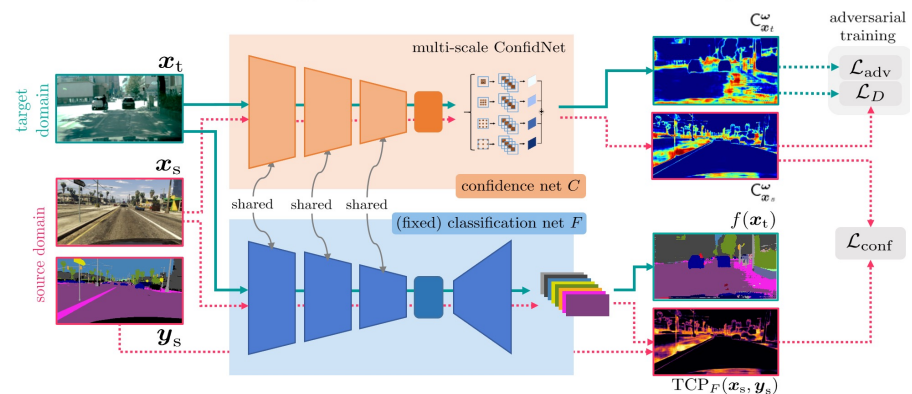 multi-scale ConfidNet
C^ω_{x_t}
adversarial
training
x_t
target
domain
L_adv
L_D
x_s
confidence net C
C^ω_{x_s}
shared
shared
shared
(fixed) classification net F
f(x_t)
source domain
L_conf
y_s
TCP_F(x_s, y_s)